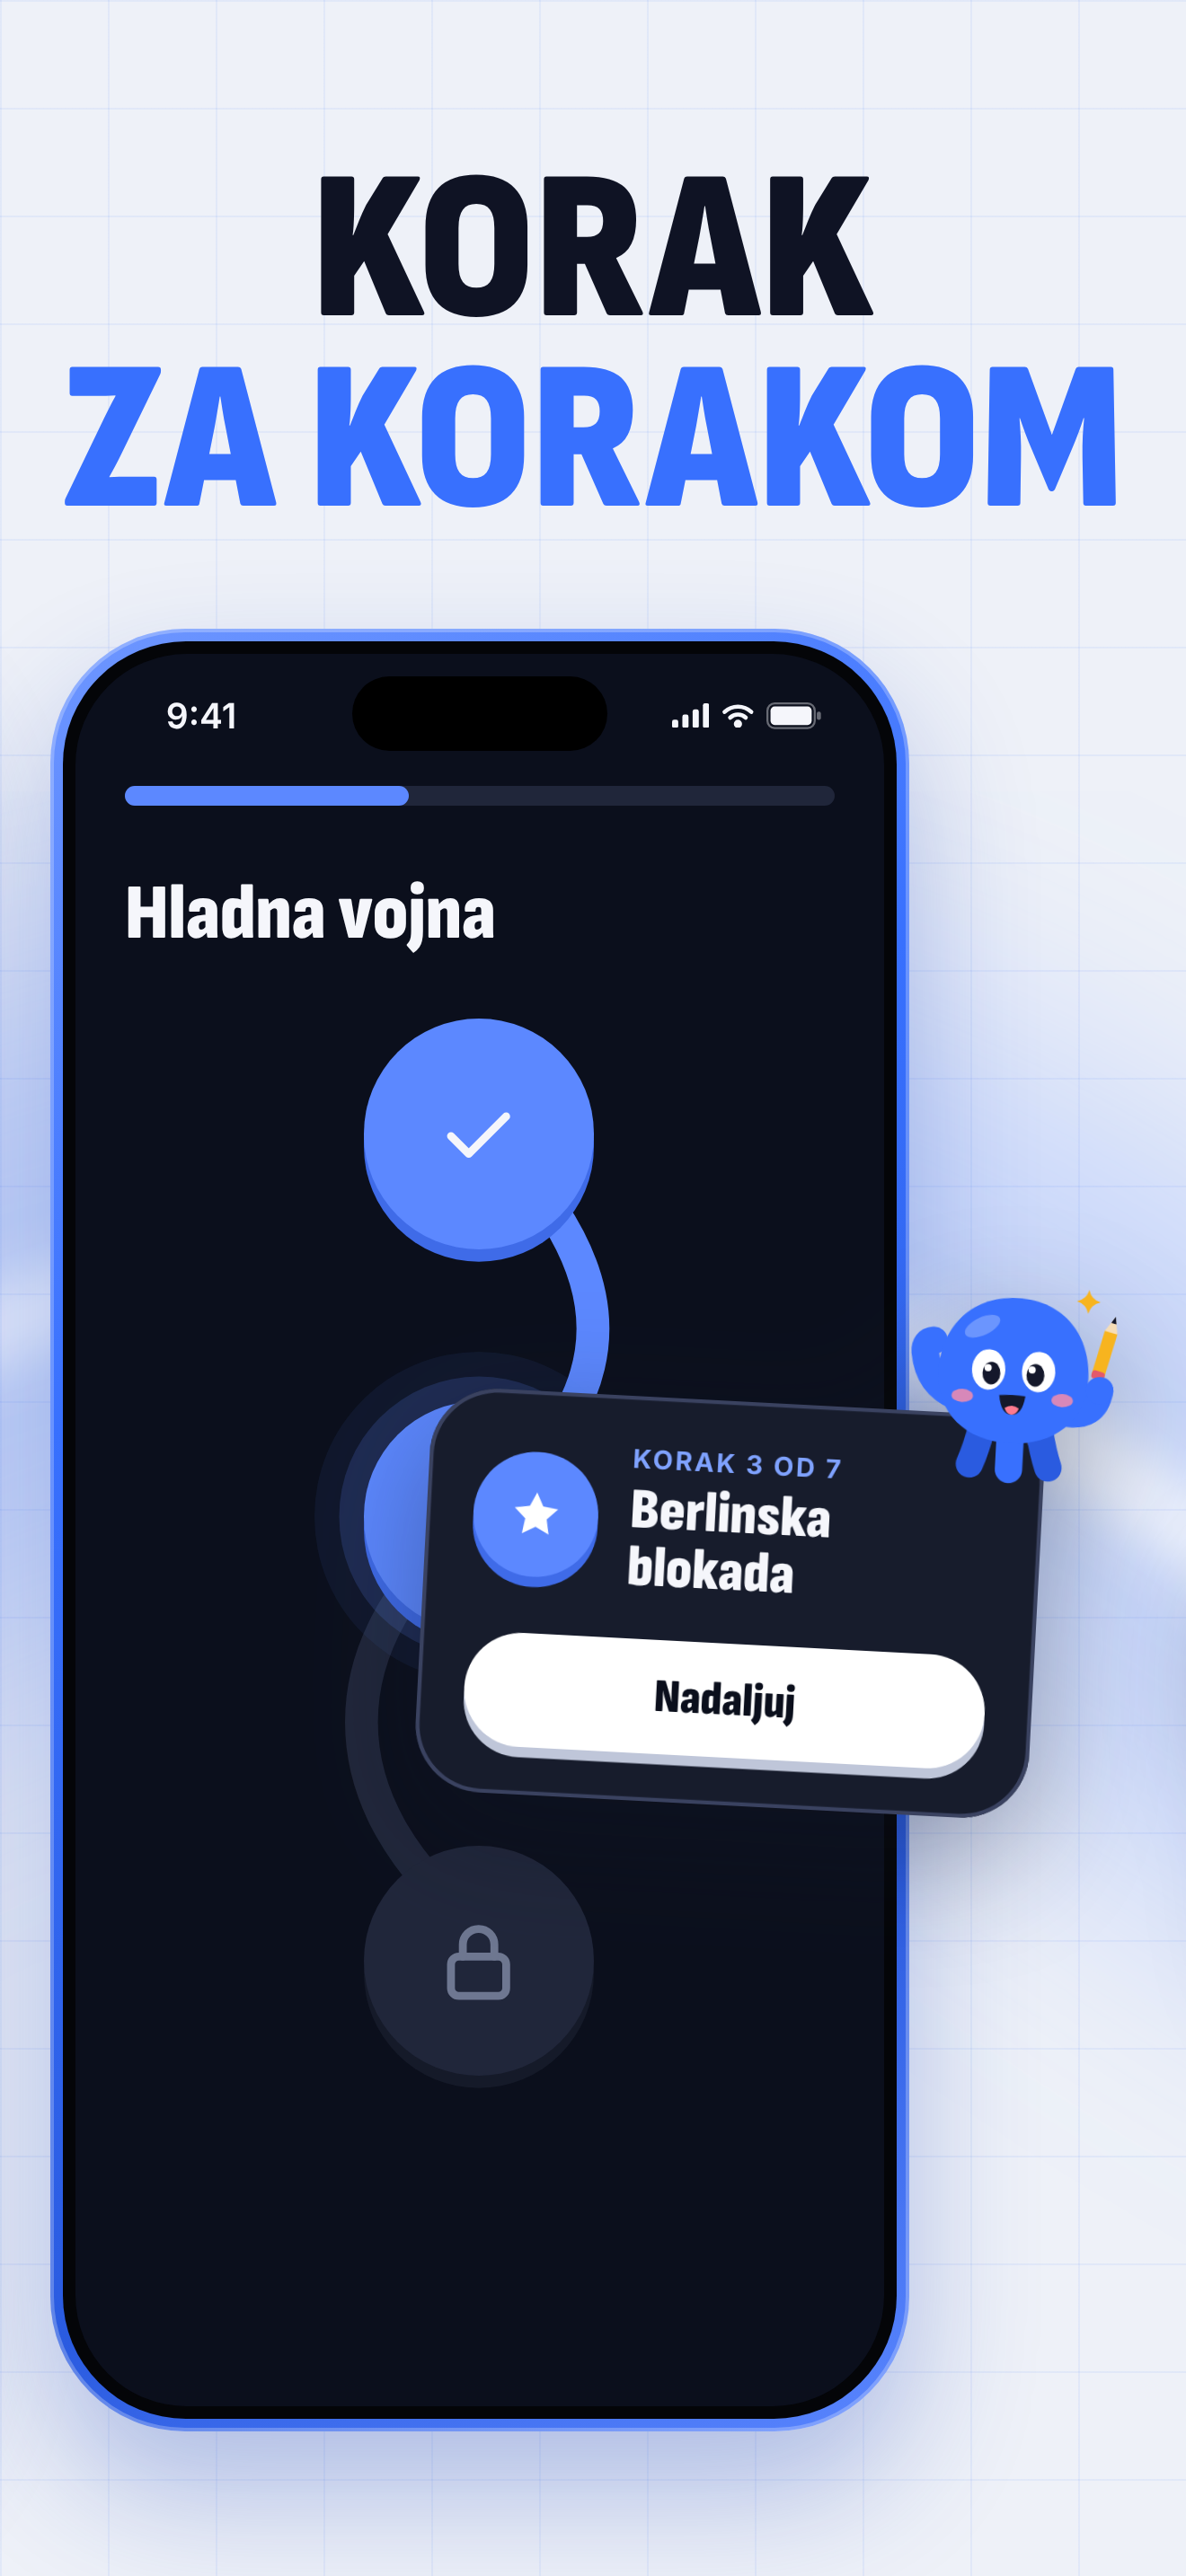 KORAK
ZA KORAKOM
9:41
Hladna vojna
KORAK 3 OD 7
Berlinska
blokada
Nadaljuj